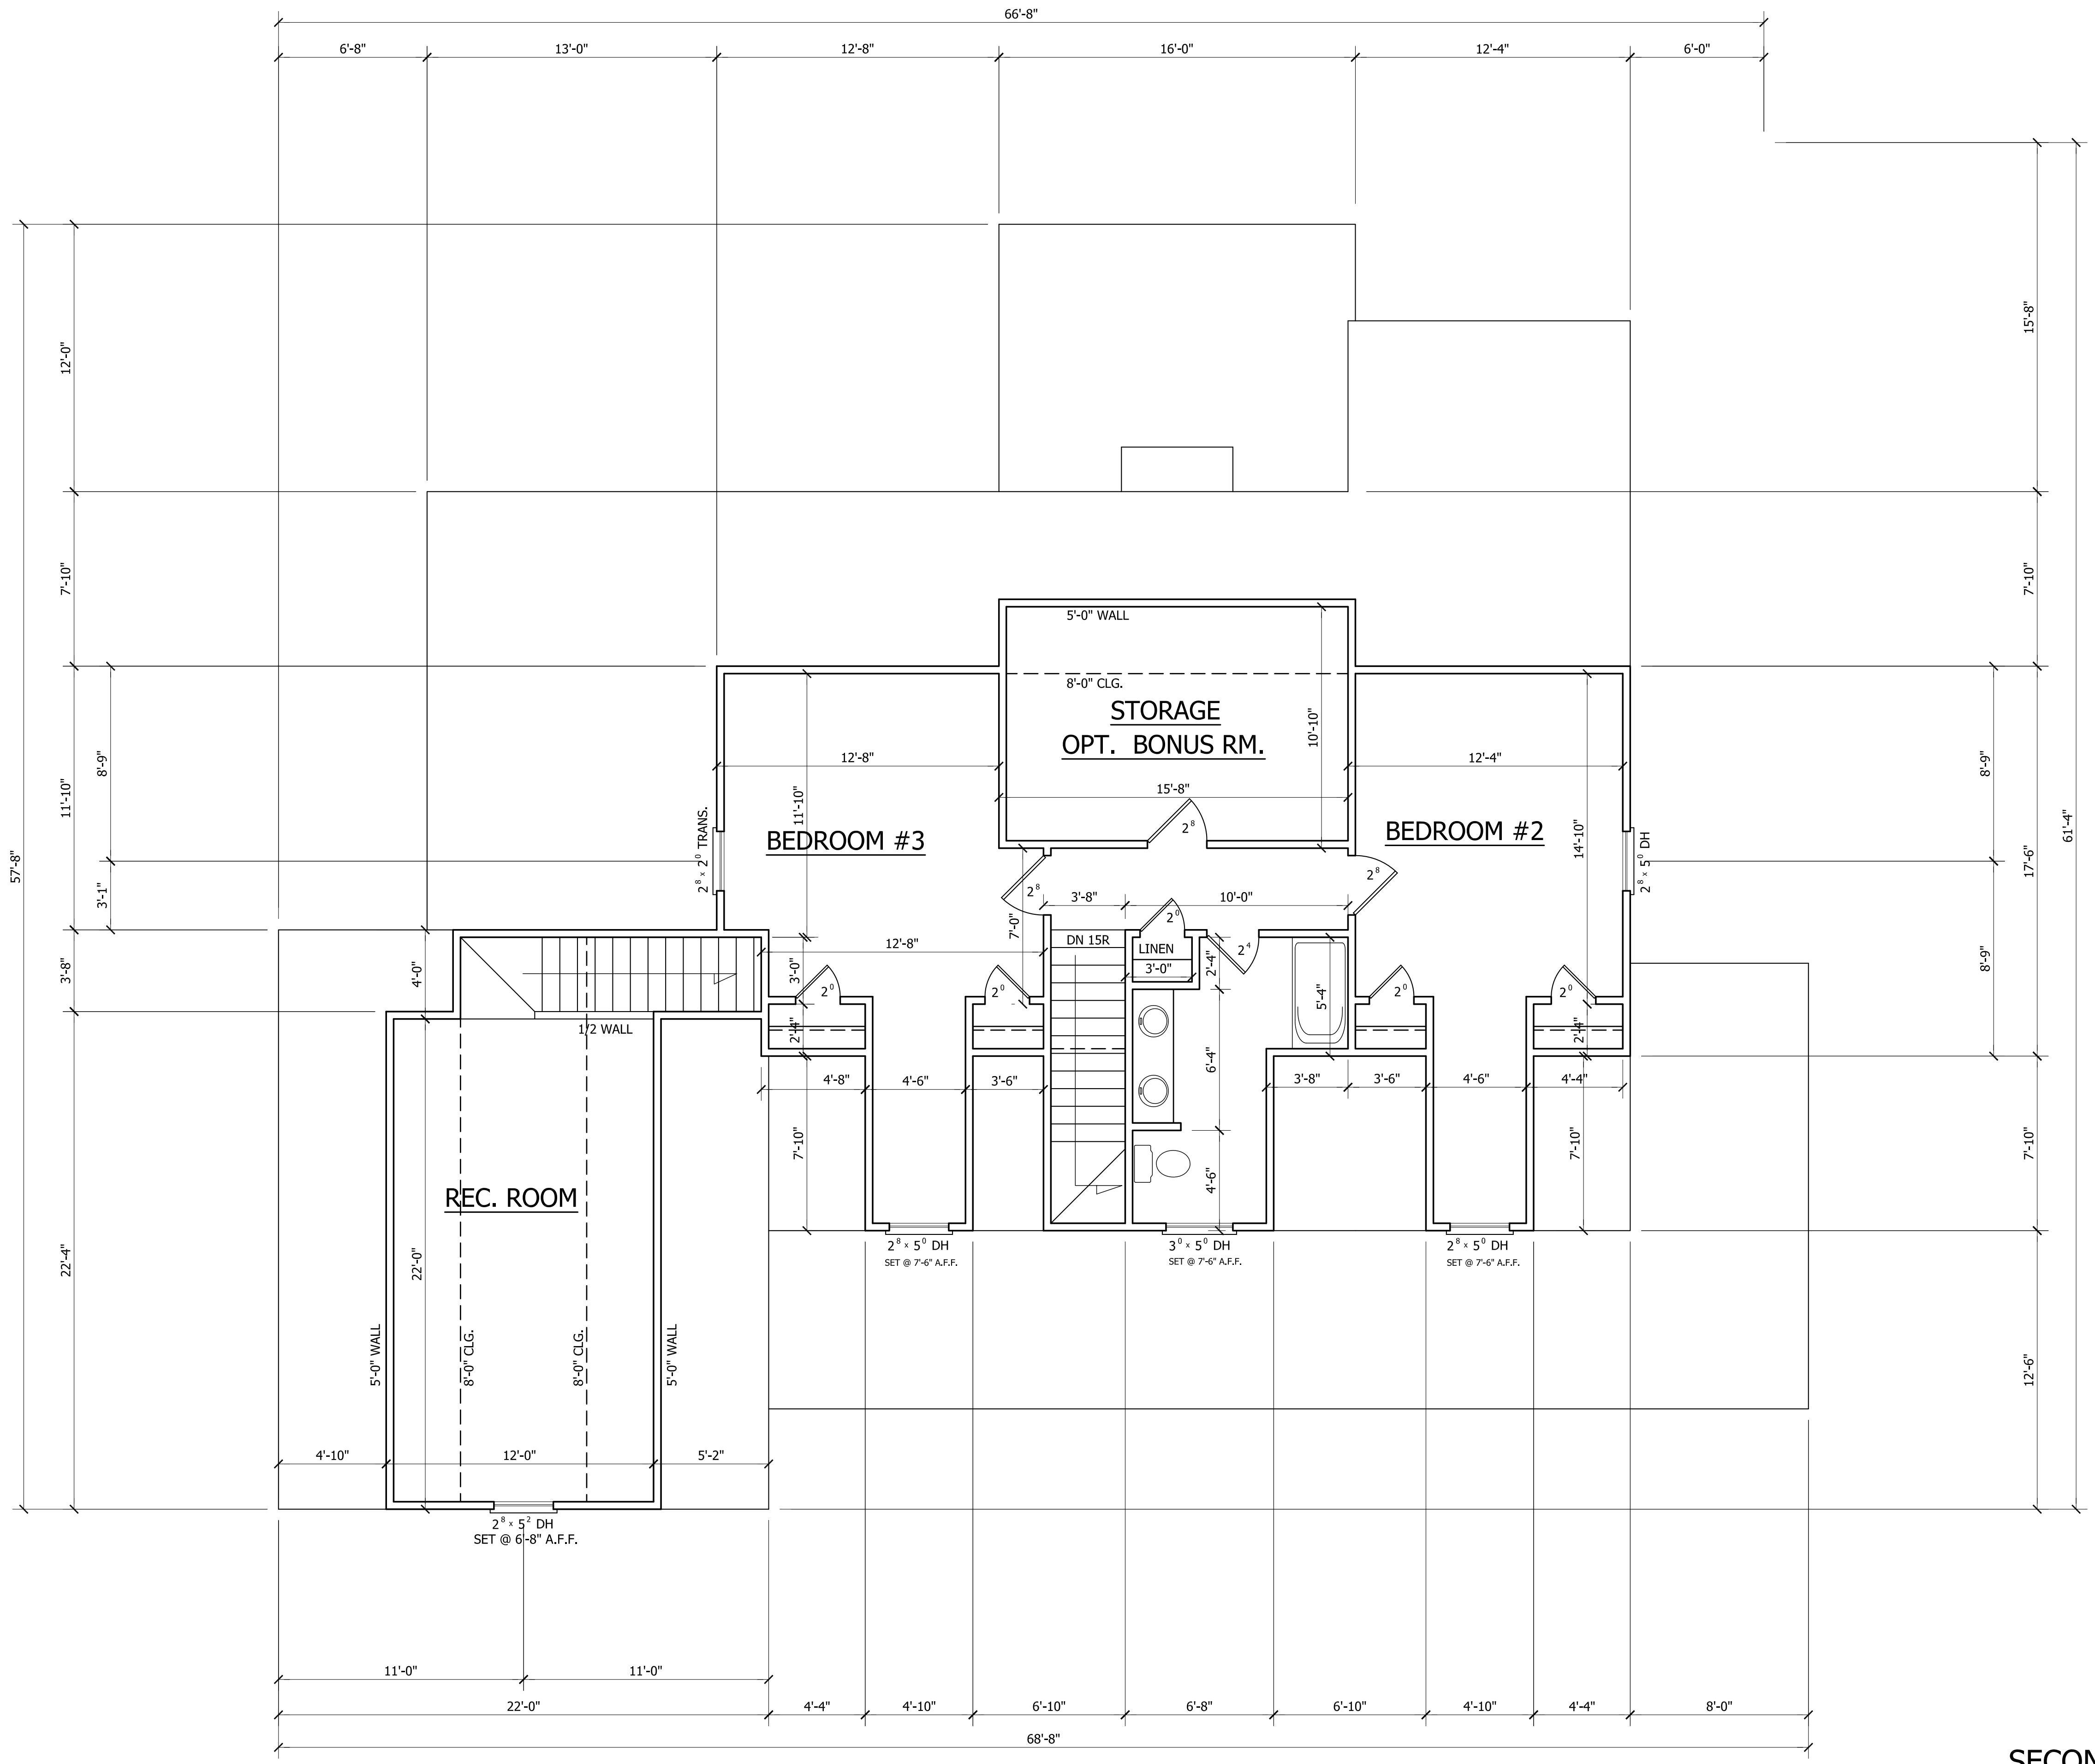 66'-8"
6'-8" 13'-0" 12'-8" 16'-0" 12'-4" 6'-0"
15'-8"
12'-0"
7'-10"
7'-10"
5'-0" WALL
8'-0" CLG.
STORAGE
OPT. BONUS RM.
10'-10"
12'-8"
12'-4"
15'-8"
8'-9"
11'-10"
3'-1"
57'-8"
2⁸ x 2⁰ TRANS.
11'-10"
BEDROOM #3
2⁸
BEDROOM #2
14'-10"
2⁸ x 5⁰ DH
8'-9"
17'-6"
61'-4"
2⁸
2⁸
3'-8" 10'-0"
7'-0"
2⁰
12'-8"
DN 15R
LINEN
2⁴
3'-0"
2'-4"
3'-8"
4'-0"
3'-0"
2⁰
2⁰
2⁰
2⁰
5'-4"
8'-9"
1/2 WALL
2'-4"
2'-4"
6'-4"
4'-8" 4'-6" 3'-6"
3'-8" 3'-6" 4'-6" 4'-4"
7'-10"
7'-10"
7'-10"
4'-6"
REC. ROOM
22'-4"
22'-0"
2⁸ x 5⁰ DH
SET @ 7'-6" A.F.F.
3⁰ x 5⁰ DH
SET @ 7'-6" A.F.F.
2⁸ x 5⁰ DH
SET @ 7'-6" A.F.F.
5'-0" WALL
8'-0" CLG.
8'-0" CLG.
5'-0" WALL
12'-6"
4'-10" 12'-0" 5'-2"
2⁸ x 5² DH
SET @ 6'-8" A.F.F.
11'-0" 11'-0"
22'-0" 4'-4" 4'-10" 6'-10" 6'-8" 6'-10" 4'-10" 4'-4" 8'-0"
68'-8"